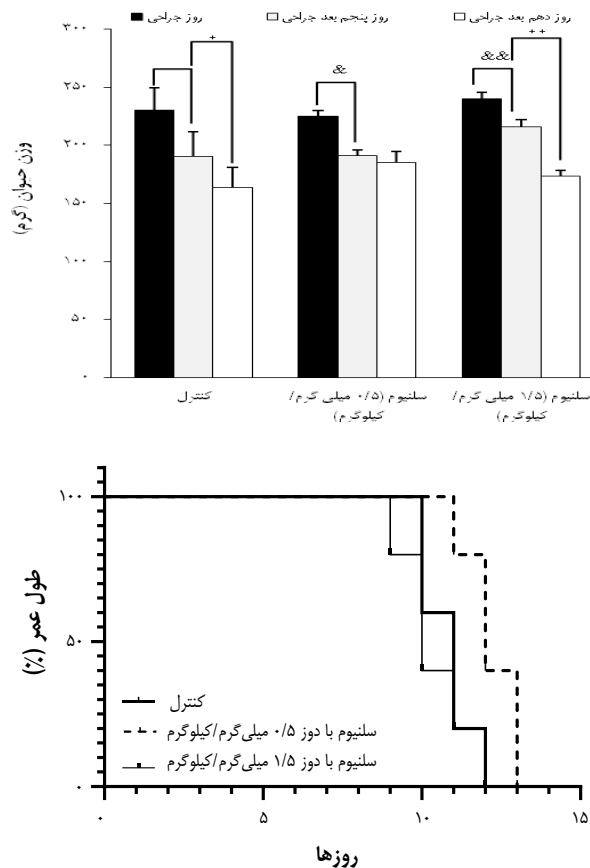 روز جراحی
روز پنجم بعد جراحی
روز دهم بعد جراحی
وزن حیوان (گرم)
۳۰۰
۲۵۰
۲۰۰
۱۵۰
۱۰۰
۵۰
۰
+
&
&&
++
کنترل
سلنیوم (۰/۵ میلی گرم/
کیلوگرم)
سلنیوم (۱/۵ میلی گرم/
کیلوگرم)
طول عمر (%)
۱۰۰
۵۰
۰
کنترل
سلنیوم با دوز ۰/۵ میلی‌گرم/کیلوگرم
سلنیوم با دوز ۱/۵ میلی‌گرم/کیلوگرم
۰ ۵ ۱۰ ۱۵
روزها